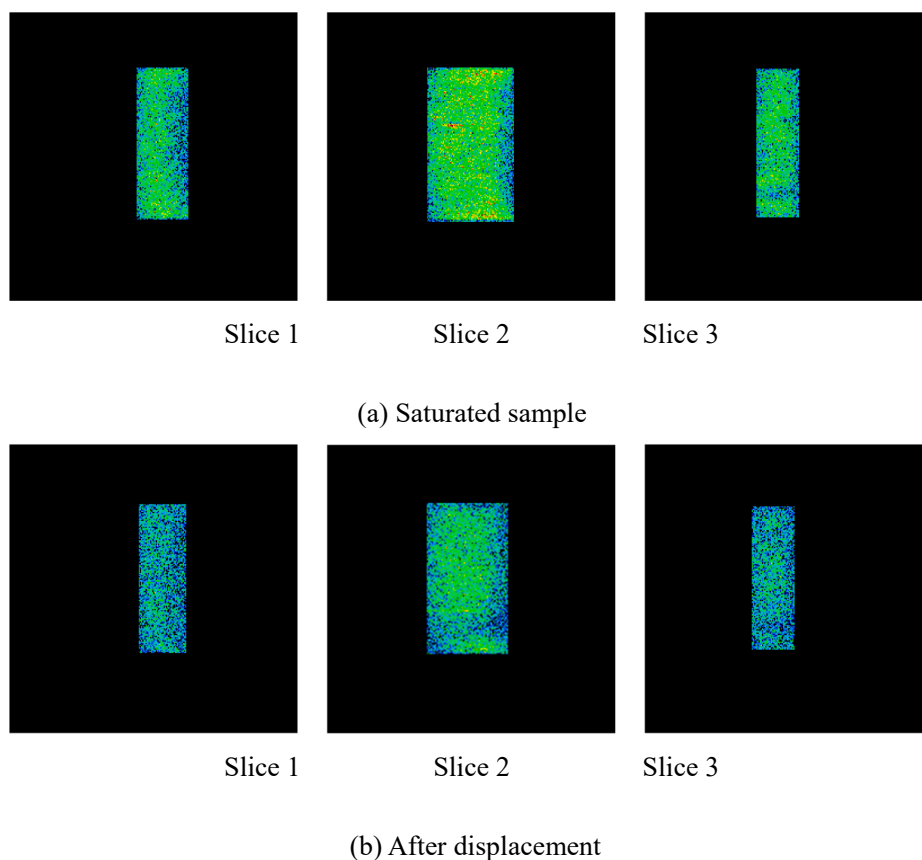 Slice 1 Slice 2 Slice 3
(a) Saturated sample
Slice 1 Slice 2 Slice 3
(b) After displacement